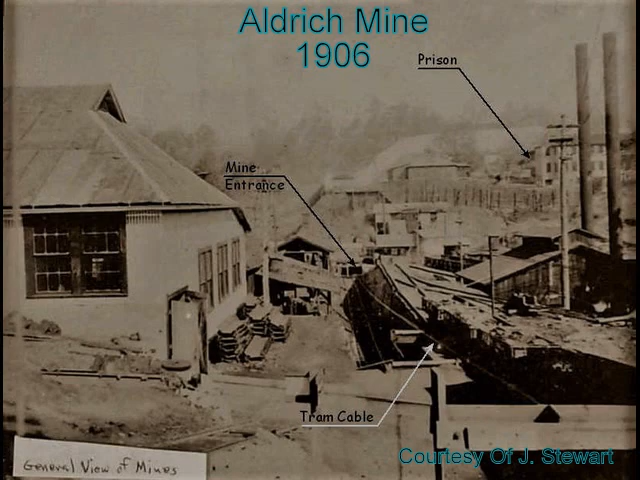 Aldrich Mine
1906
Prison
Mine
Entrance
Tram Cable
Courtesy Of J. Stewart
General View of Mines